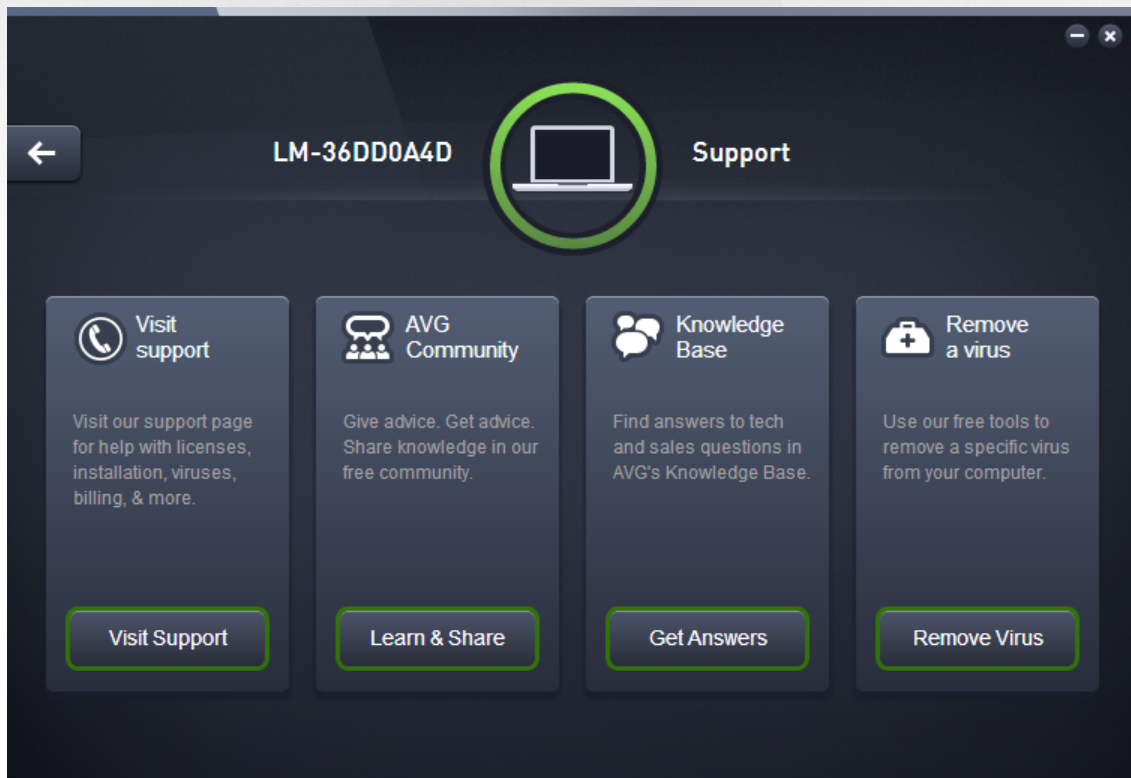 LM-36DD0A4D
Support
Visit
support
Visit our support page
for help with licenses,
installation, viruses,
billing, & more.
Visit Support
AVG
Community
Give advice. Get advice.
Share knowledge in our
free community.
Learn & Share
Knowledge
Base
Find answers to tech
and sales questions in
AVG's Knowledge Base.
Get Answers
Remove
a virus
Use our free tools to
remove a specific virus
from your computer.
Remove Virus